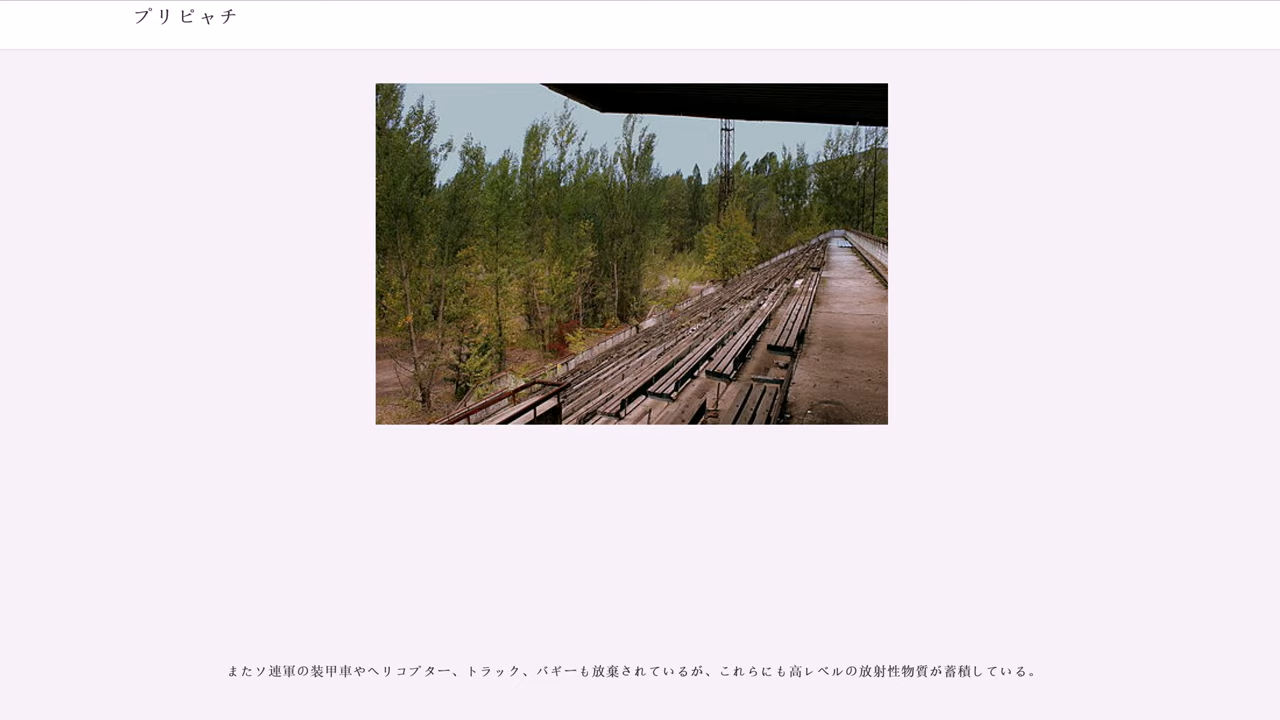 プリピャチ
またソ連軍の装甲車やヘリコプター、トラック、バギーも放棄されているが、これらにも高レベルの放射性物質が蓄積している。